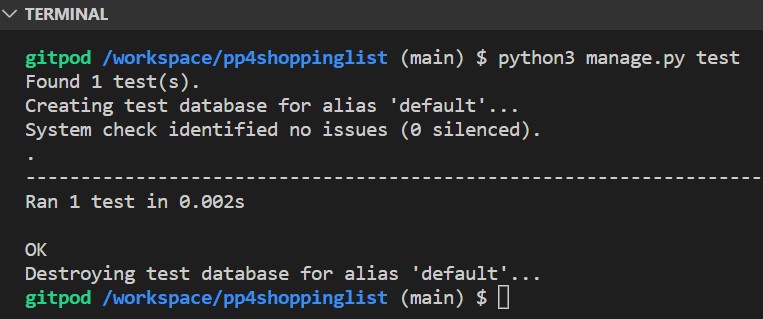 TERMINAL
gitpod /workspace/pp4shoppinglist (main) $ python3 manage.py test
Found 1 test(s).
Creating test database for alias 'default'...
System check identified no issues (0 silenced).
.
----------------------------------------------------------------------
Ran 1 test in 0.002s
OK
Destroying test database for alias 'default'...
gitpod /workspace/pp4shoppinglist (main) $